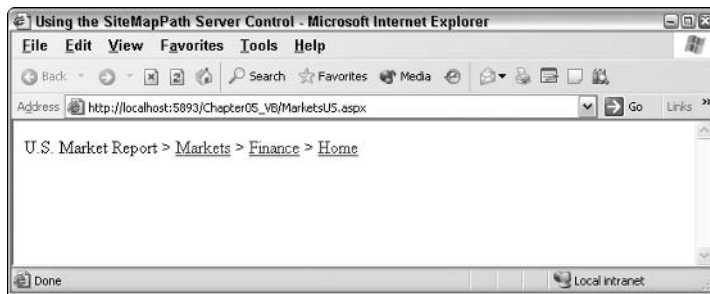 Using the SiteMapPath Server Control - Microsoft Internet Explorer
File Edit View Favorites Tools Help
Back Search Favorites Media
Address http://localhost:5893/Chapter05_VB/MarketsUS.aspx Go Links »
U.S. Market Report > Markets > Finance > Home
Done Local intranet